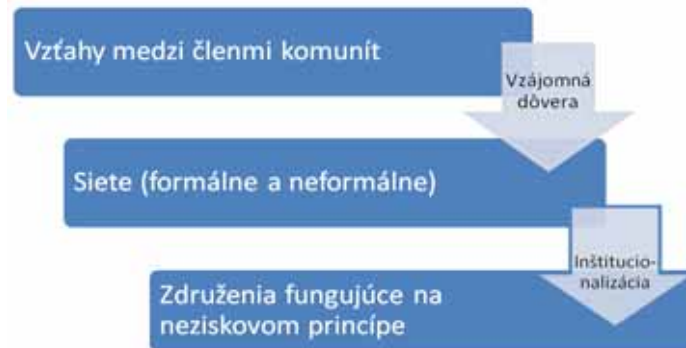 Vzťahy medzi členmi komunít
Vzájomná
dôvera
Siete (formálne a neformálne)
Inštitucio-
nalizácia
Združenia fungujúce na
neziskovom princípe